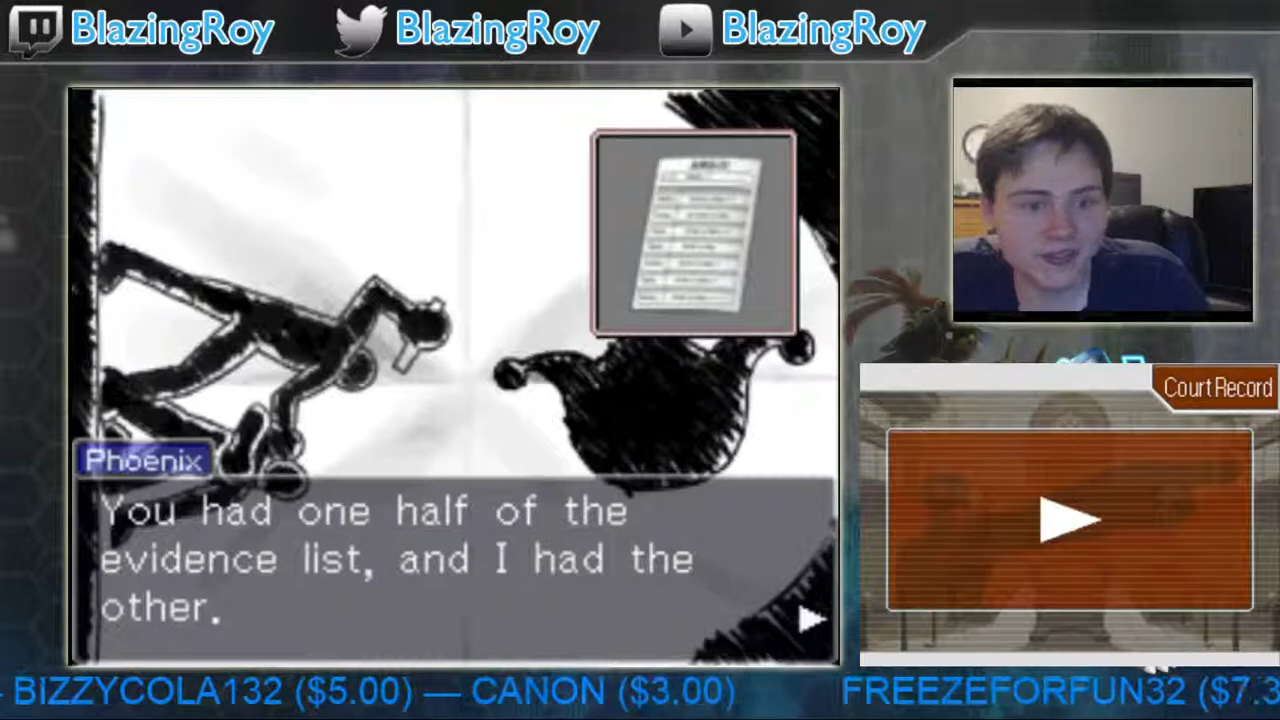 BlazingRoy BlazingRoy BlazingRoy
Court Record
Phoenix
You had one half of the
evidence list, and I had the
other.
- BIZZYCOLA132 ($5.00) — CANON ($3.00) FREEZEFORFUN32 ($7.3